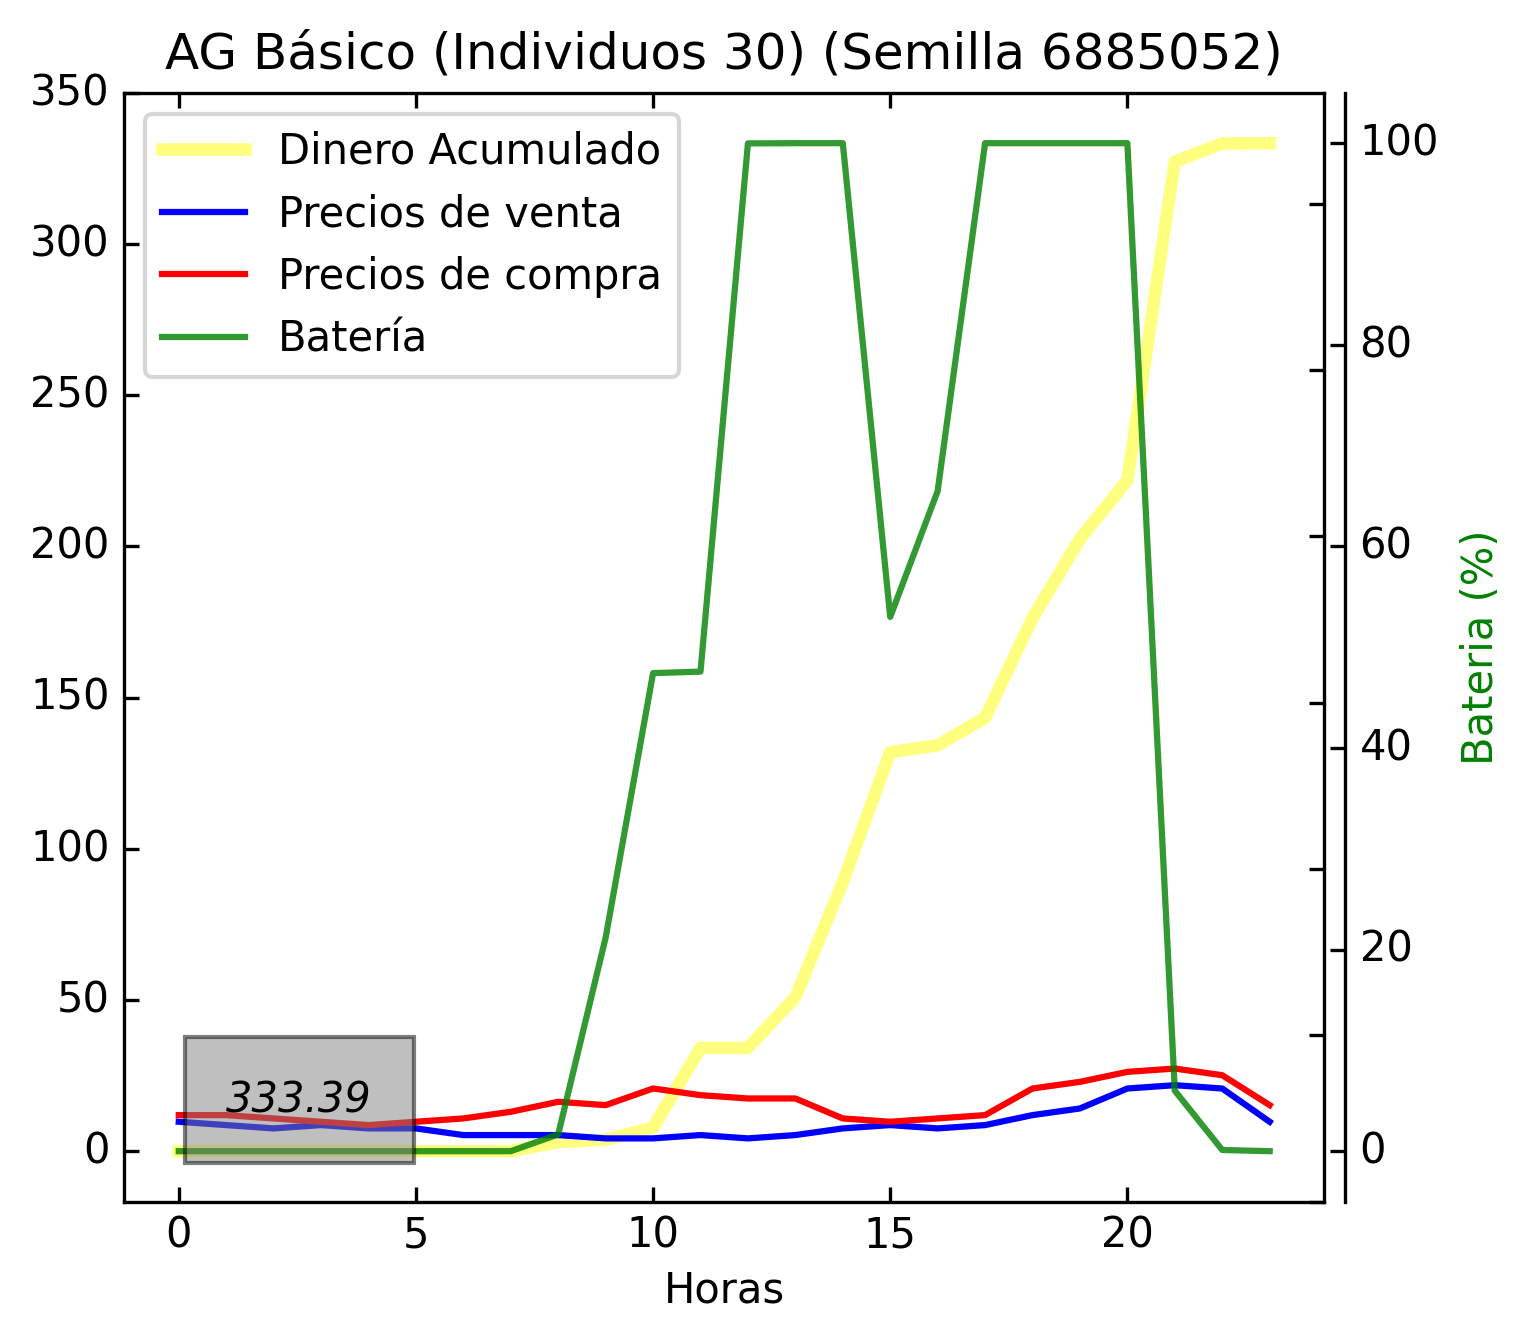 AG Básico (Individuos 30) (Semilla 6885052)
350
300
250
200
150
100
50
0
Dinero Acumulado
Precios de venta
Precios de compra
Batería
333.39
100
80
60
40
20
0
Bateria (%)
0 5 10 15 20
Horas